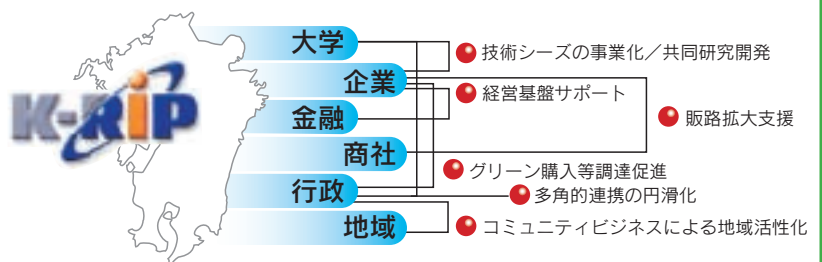 K-RiP
大学
企業
金融
商社
行政
地域
技術シーズの事業化／共同研究開発
経営基盤サポート
販路拡大支援
グリーン購入等調達促進
多角的連携の円滑化
コミュニティビジネスによる地域活性化